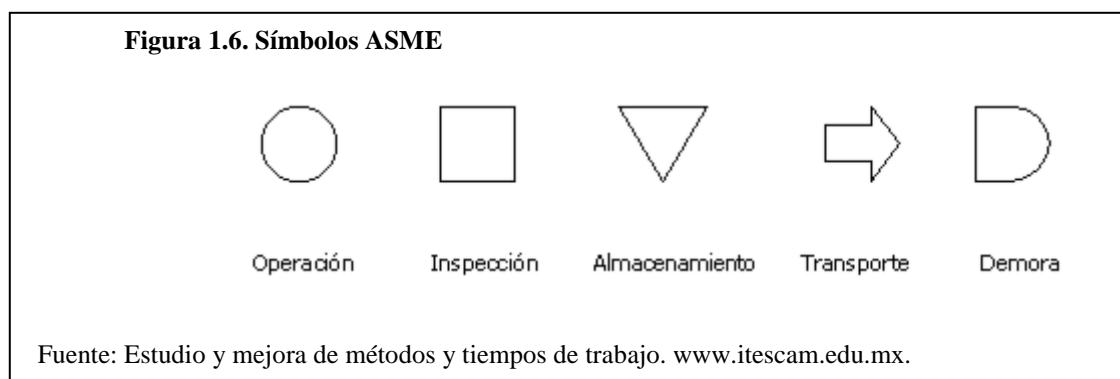 Figura 1.6. Símbolos ASME
Operación Inspección Almacenamiento Transporte Demora
Fuente: Estudio y mejora de métodos y tiempos de trabajo. www.itescam.edu.mx.